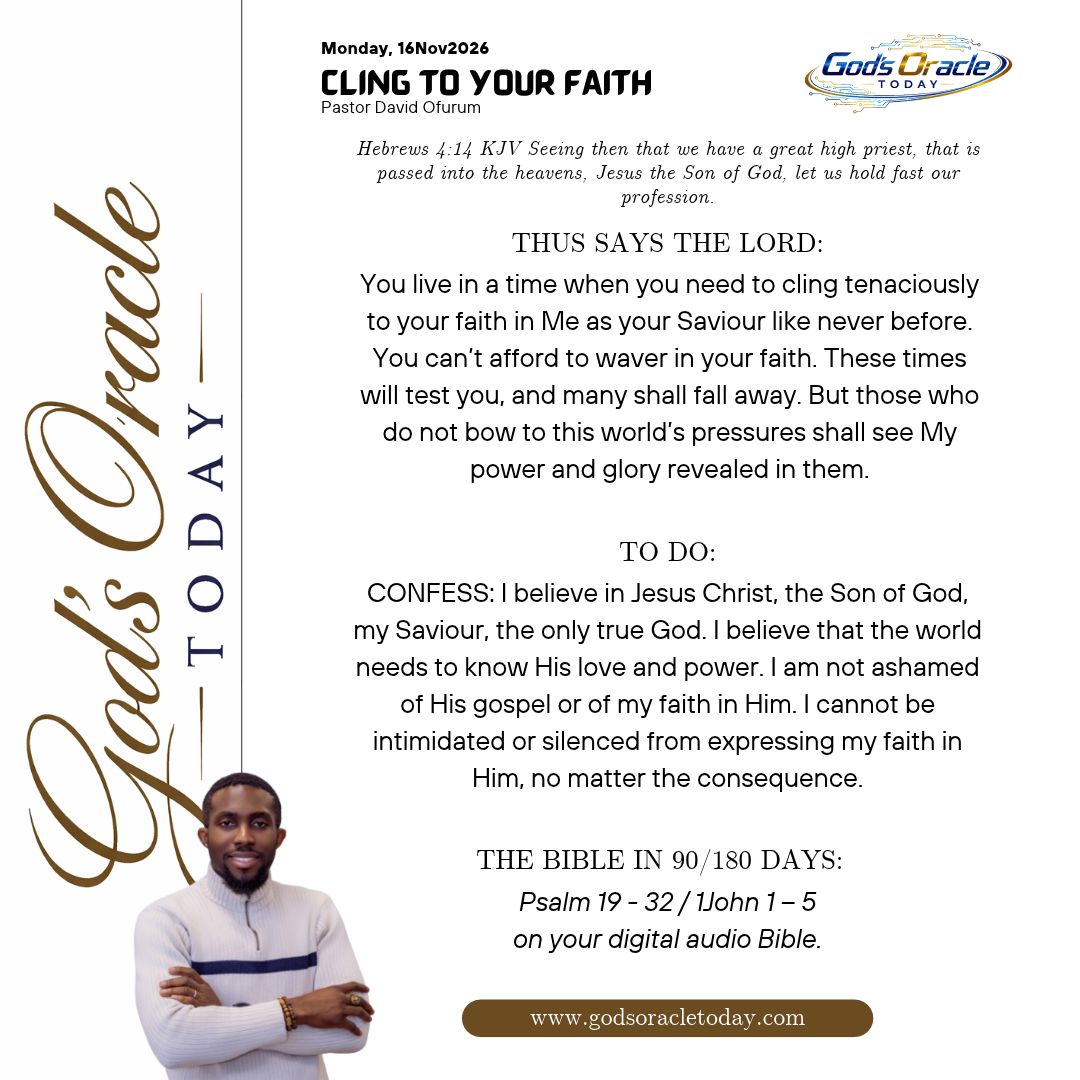 Monday, 16Nov2026
CLING TO YOUR FAITH
Pastor David Ofurum
God's Oracle
TODAY
Hebrews 4:14 KJV Seeing then that we have a great high priest, that is
passed into the heavens, Jesus the Son of God, let us hold fast our
profession.
THUS SAYS THE LORD:
You live in a time when you need to cling tenaciously
to your faith in Me as your Saviour like never before.
You can't afford to waver in your faith. These times
will test you, and many shall fall away. But those who
do not bow to this world's pressures shall see My
power and glory revealed in them.
TO DO:
CONFESS: I believe in Jesus Christ, the Son of God,
my Saviour, the only true God. I believe that the world
needs to know His love and power. I am not ashamed
of His gospel or of my faith in Him. I cannot be
intimidated or silenced from expressing my faith in
Him, no matter the consequence.
THE BIBLE IN 90/180 DAYS:
Psalm 19 - 32 / 1John 1 – 5
on your digital audio Bible.
www.godsoracletoday.com
God's Oracle
TODAY